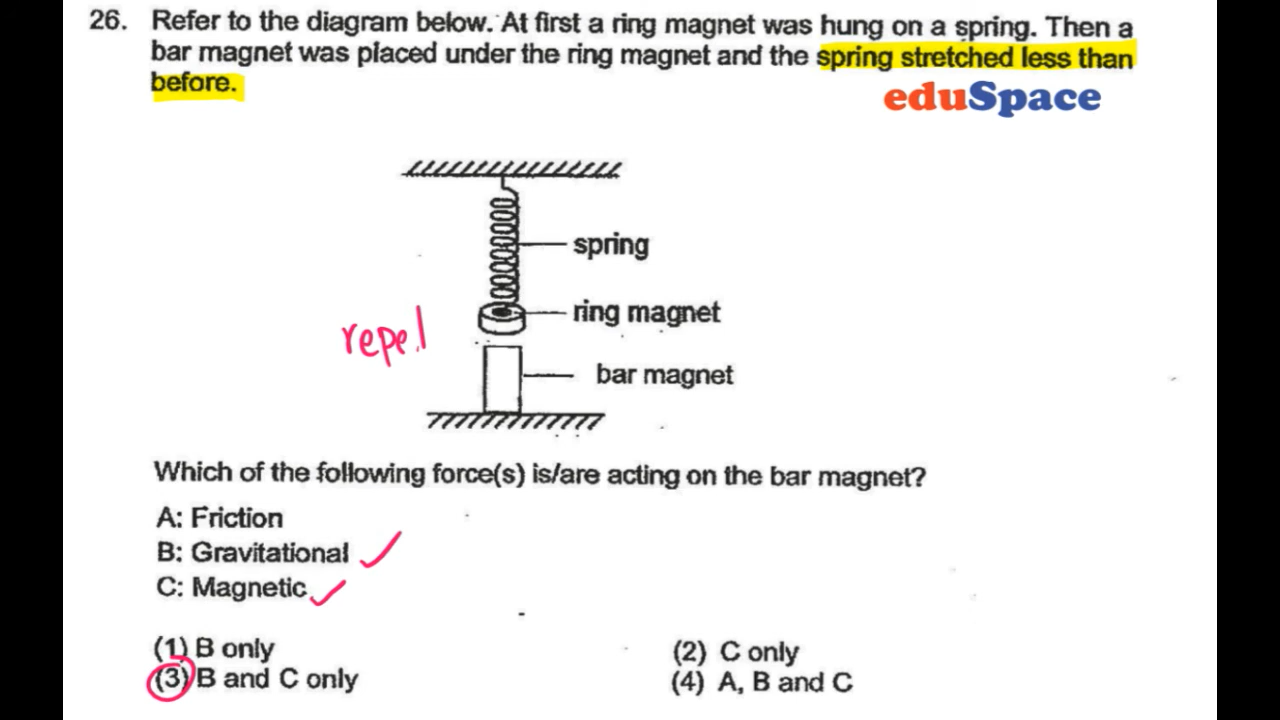 26. Refer to the diagram below. At first a ring magnet was hung on a spring. Then a
bar magnet was placed under the ring magnet and the spring stretched less than
before.
eduSpace
spring
ring magnet
repel
bar magnet
Which of the following force(s) is/are acting on the bar magnet?
A: Friction
B: Gravitational
C: Magnetic
(1) B only
(2) C only
(3) B and C only
(4) A, B and C